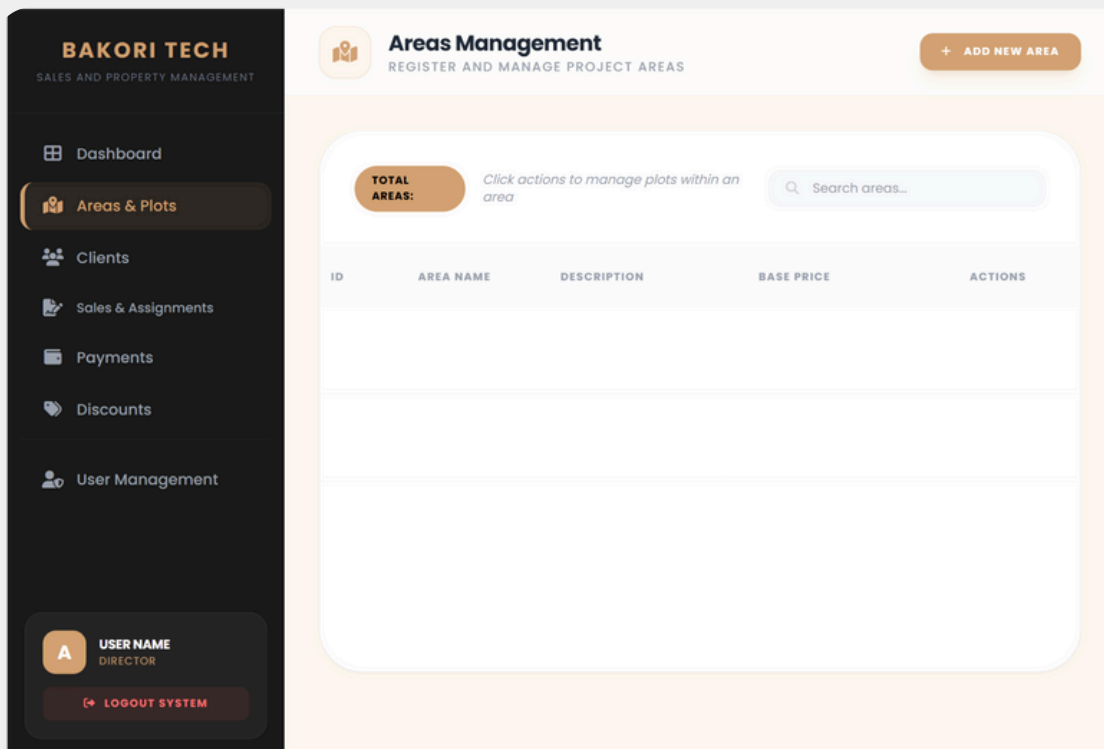 BAKORI TECH
SALES AND PROPERTY MANAGEMENT
Dashboard
Areas & Plots
Clients
Sales & Assignments
Payments
Discounts
User Management
A
USER NAME
DIRECTOR
LOGOUT SYSTEM
Areas Management
REGISTER AND MANAGE PROJECT AREAS
+ ADD NEW AREA
TOTAL
AREAS:
Click actions to manage plots within an
area
Search areas...
ID AREA NAME DESCRIPTION BASE PRICE ACTIONS